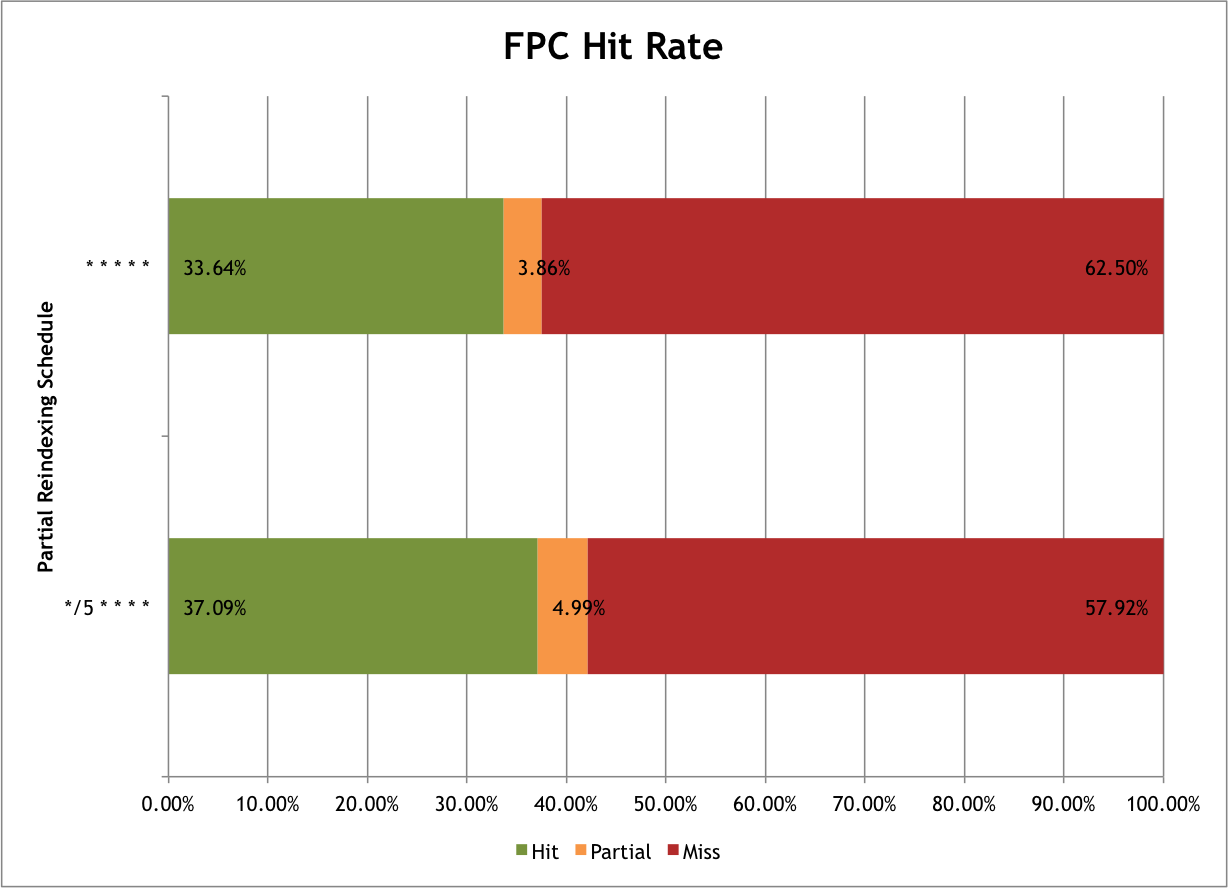 FPC Hit Rate
Partial Reindexing Schedule
* * * * *
33.64%
3.86%
62.50%
*/5 * * * *
37.09%
4.99%
57.92%
0.00% 10.00% 20.00% 30.00% 40.00% 50.00% 60.00% 70.00% 80.00% 90.00% 100.00%
Hit Partial Miss